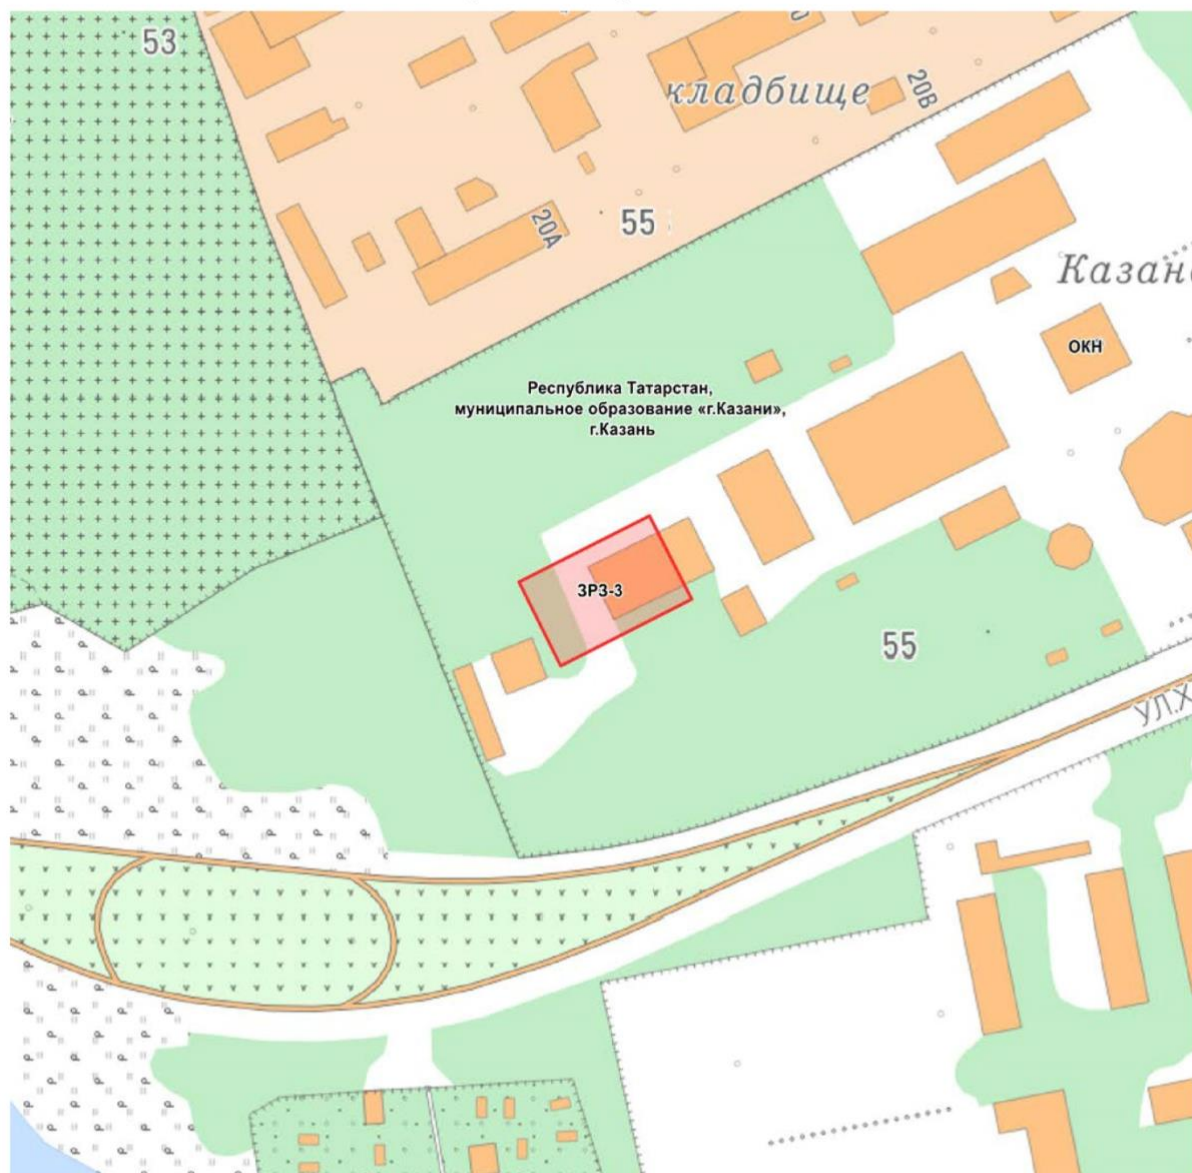 53
кладбище
20В
20А
55
Казан
ОКН
Республика Татарстан,
муниципальное образование «г.Казани»,
г.Казань
ЗРЗ-3
55
УЛ.Х